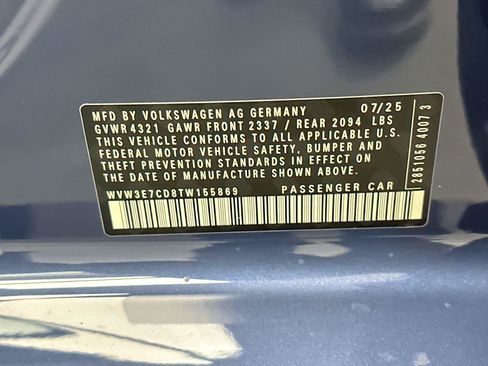 MFD BY VOLKSWAGEN AG GERMANY 07/25
GVWR 4321 GAWR FRONT 2337 / REAR 2094 LBS
THIS VEHICLE CONFORMS TO ALL APPLICABLE U.S.
FEDERAL MOTOR VEHICLE SAFETY, BUMPER AND
THEFT PREVENTION STANDARDS IN EFFECT ON
THE DATE OF MANUFACTURE SHOWN ABOVE.
WVW3E7CD8TW155869 PASSENGER CAR
2851056 4007 3